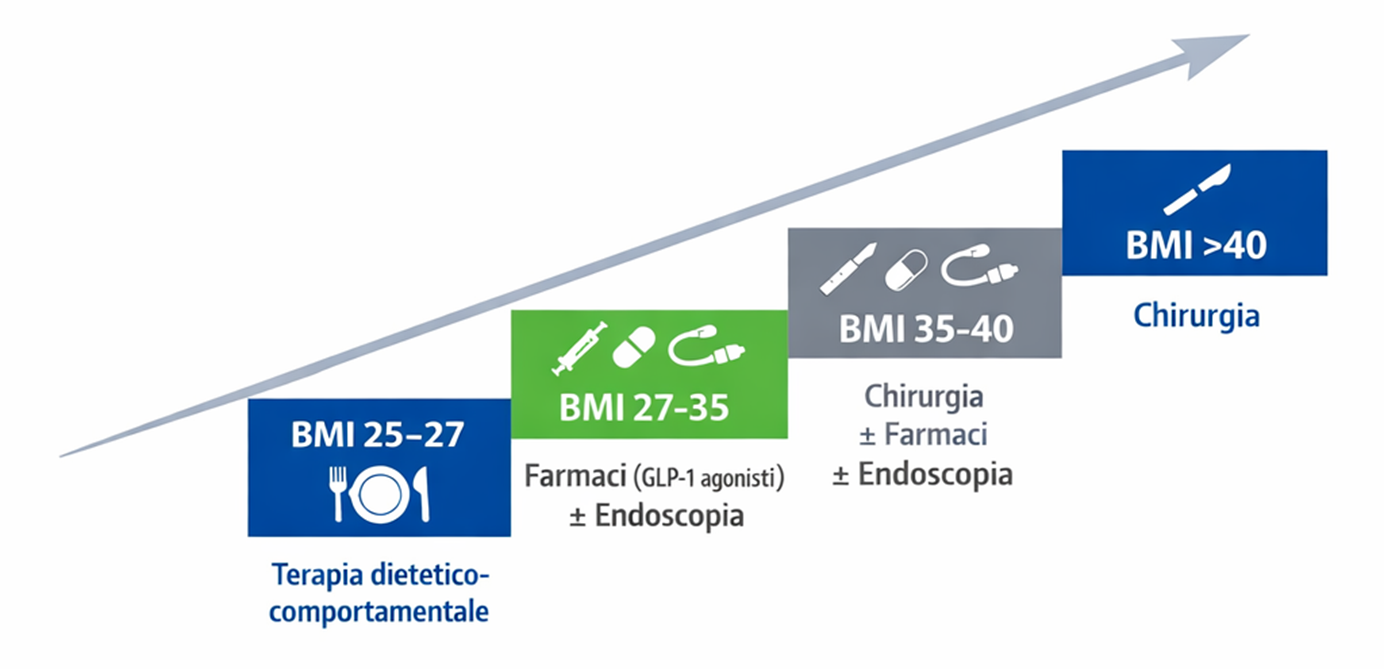 BMI 25–27
Terapia dietetico-
comportamentale
BMI 27–35
Farmaci (GLP-1 agonisti)
± Endoscopia
BMI 35–40
Chirurgia
± Farmaci
± Endoscopia
BMI >40
Chirurgia